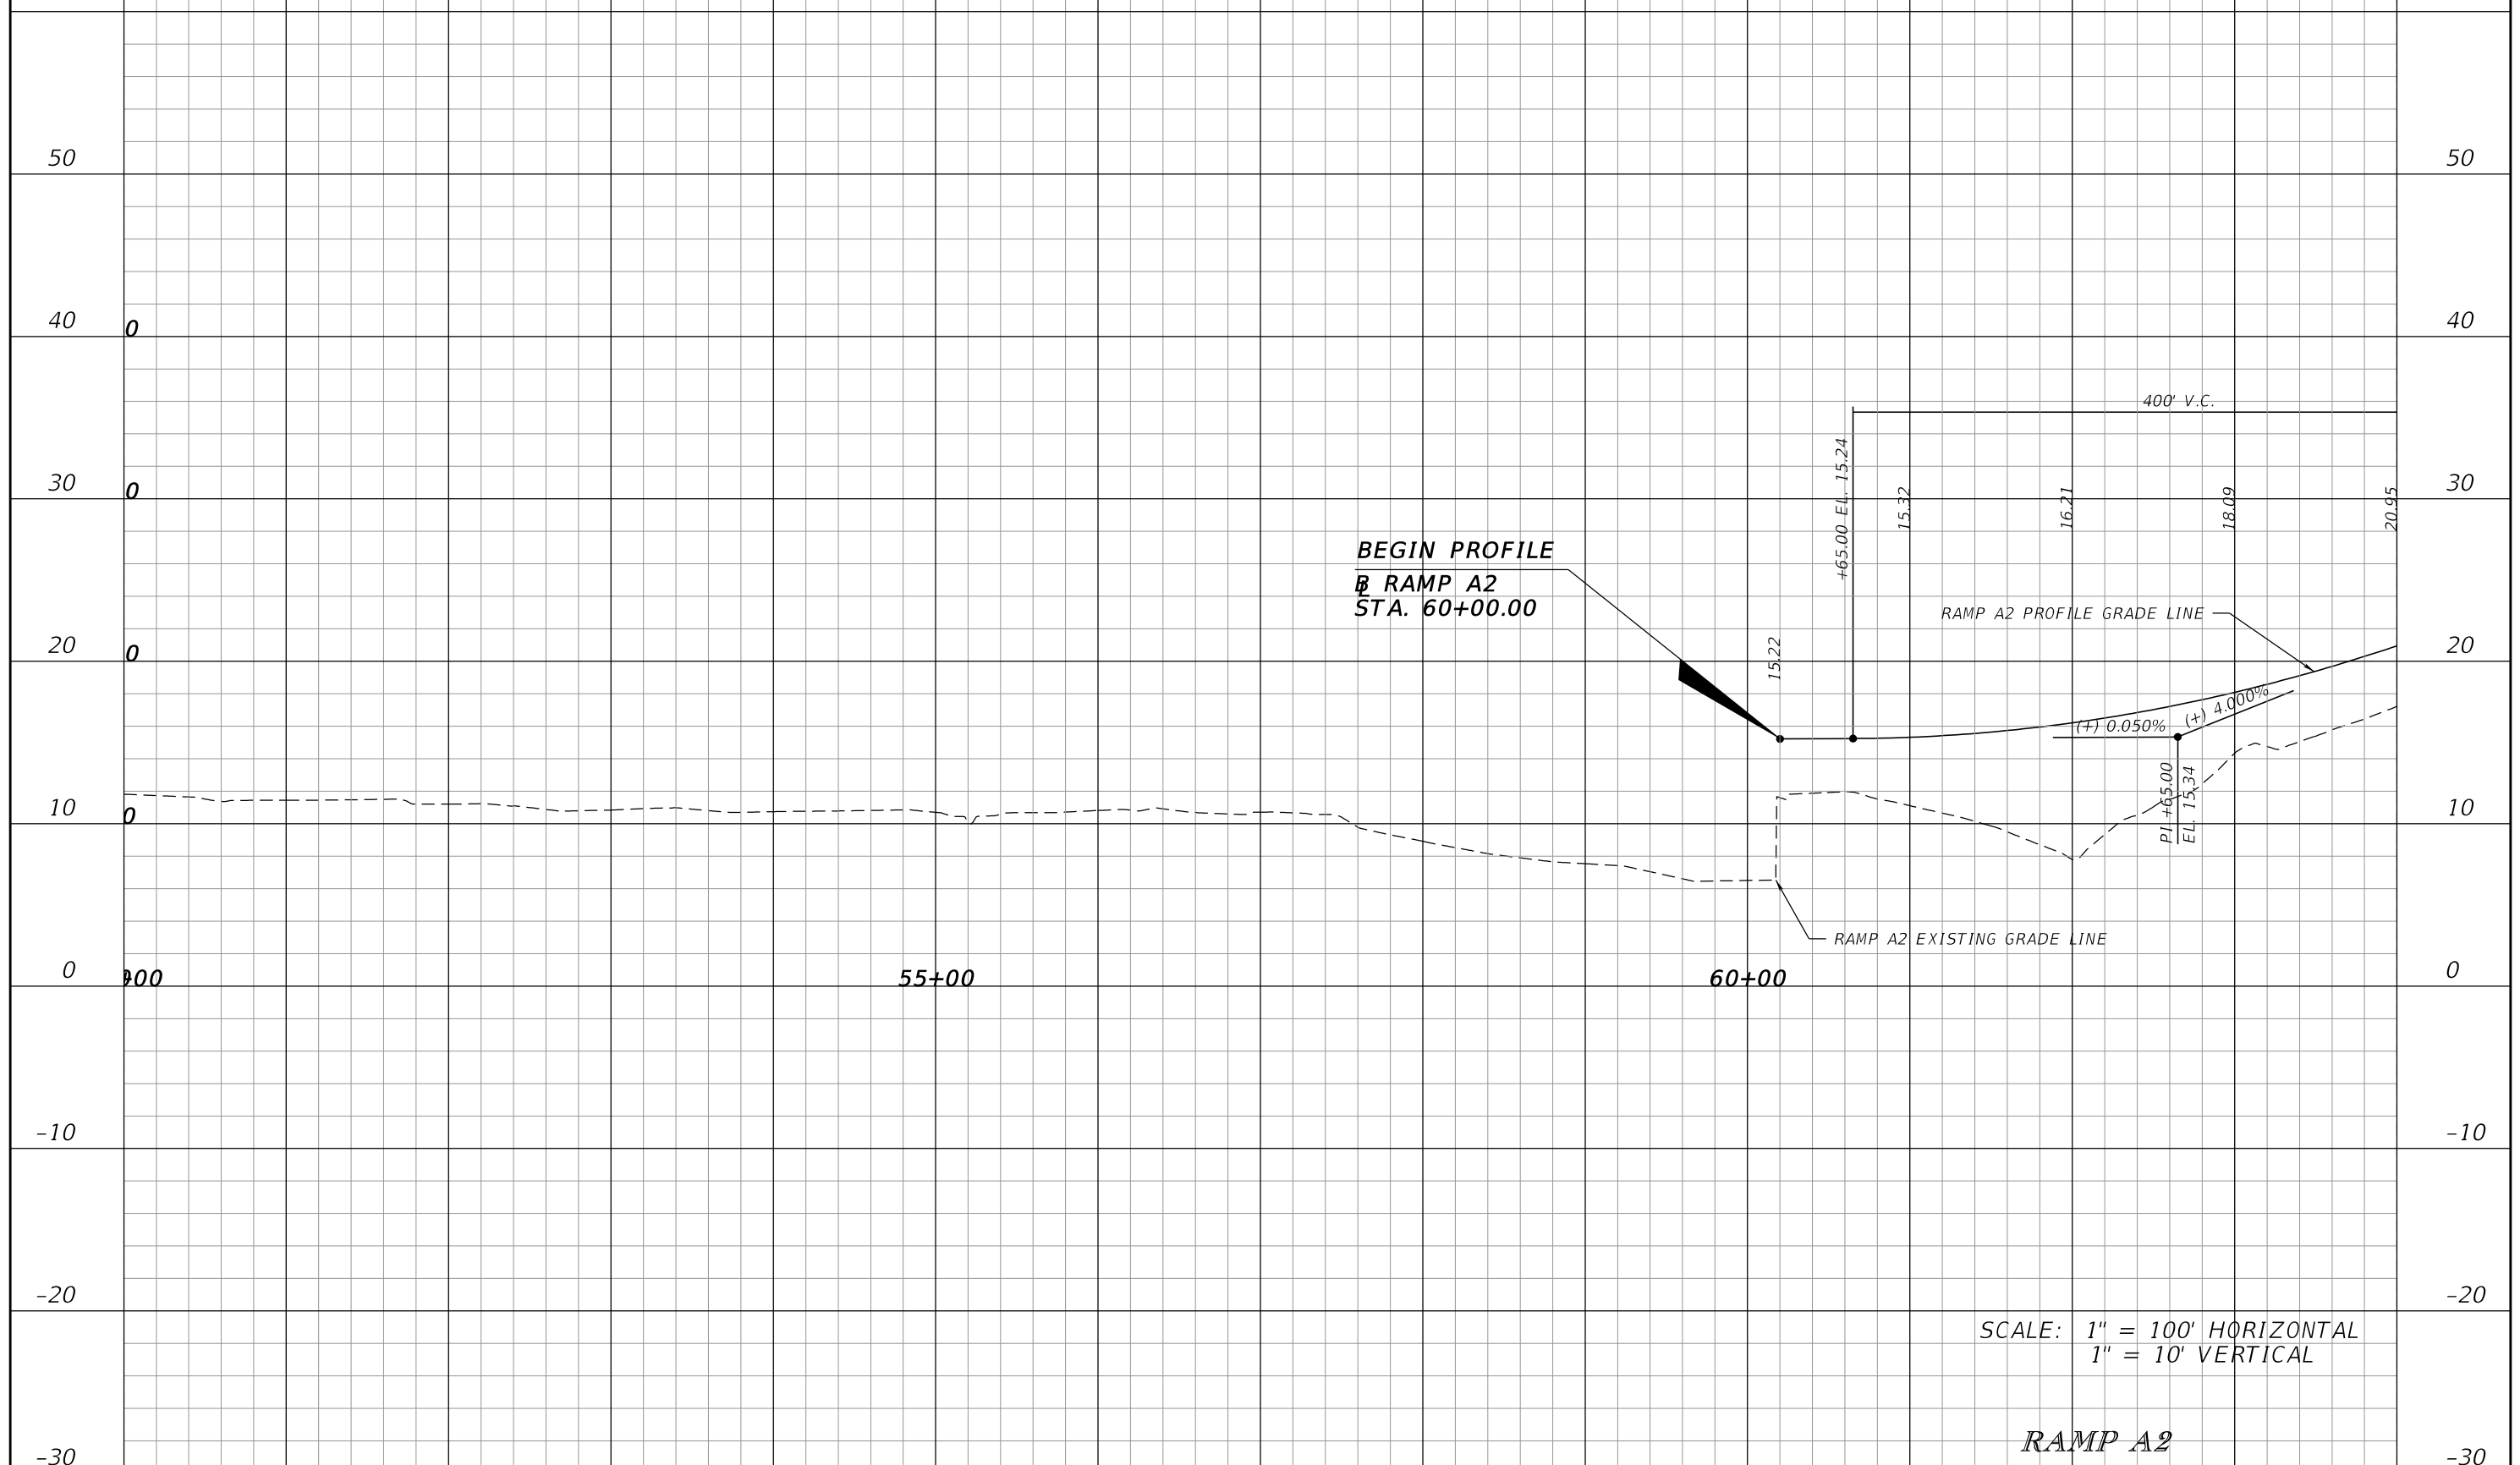 50
50
40
0
40
400' V.C.
30
0
30
+65.00 EL. 15.24
15.32
16.21
18.09
20.95
BEGIN PROFILE
BL RAMP A2
STA. 60+00.00
15.22
RAMP A2 PROFILE GRADE LINE
20
0
20
(+) 0.050%
(+) 4.000%
PI +65.00
EL. 15.34
10
0
10
RAMP A2 EXISTING GRADE LINE
0
+00
55+00
60+00
0
-10
-10
-20
-20
SCALE: 1" = 100' HORIZONTAL
1" = 10' VERTICAL
RAMP A2
-30
-30